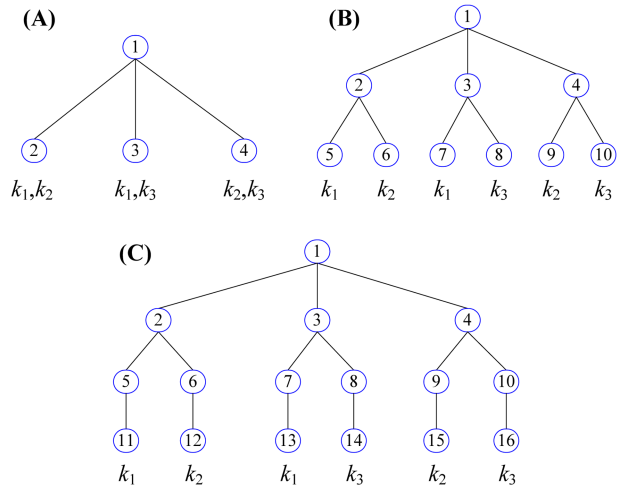 (A)
1
2 3 4
k₁,k₂ k₁,k₃ k₂,k₃
(B)
1
2 3 4
5 6 7 8 9 10
k₁ k₂ k₁ k₃ k₂ k₃
(C)
1
2 3 4
5 6 7 8 9 10
11 12 13 14 15 16
k₁ k₂ k₁ k₃ k₂ k₃